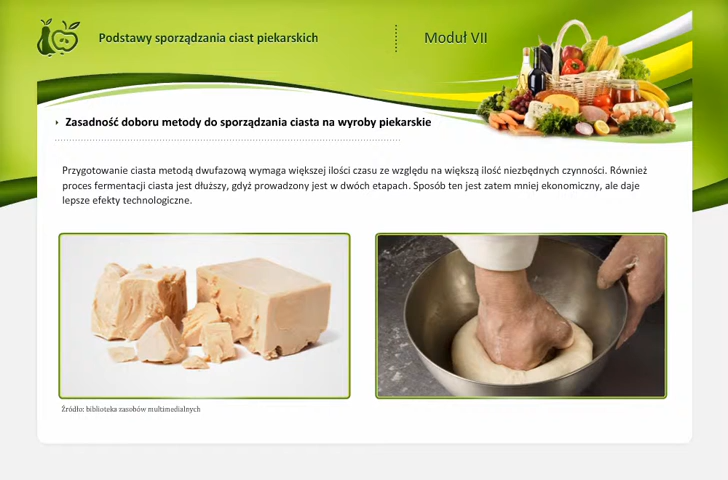 Podstawy sporządzania ciast piekarskich
Moduł VII
Zasadność doboru metody do sporządzania ciasta na wyroby piekarskie
Przygotowanie ciasta metodą dwufazową wymaga większej ilości czasu ze względu na większą ilość niezbędnych czynności. Również
proces fermentacji ciasta jest dłuższy, gdyż prowadzony jest w dwóch etapach. Sposób ten jest zatem mniej ekonomiczny, ale daje
lepsze efekty technologiczne.
Źródło: biblioteka zasobów multimedialnych